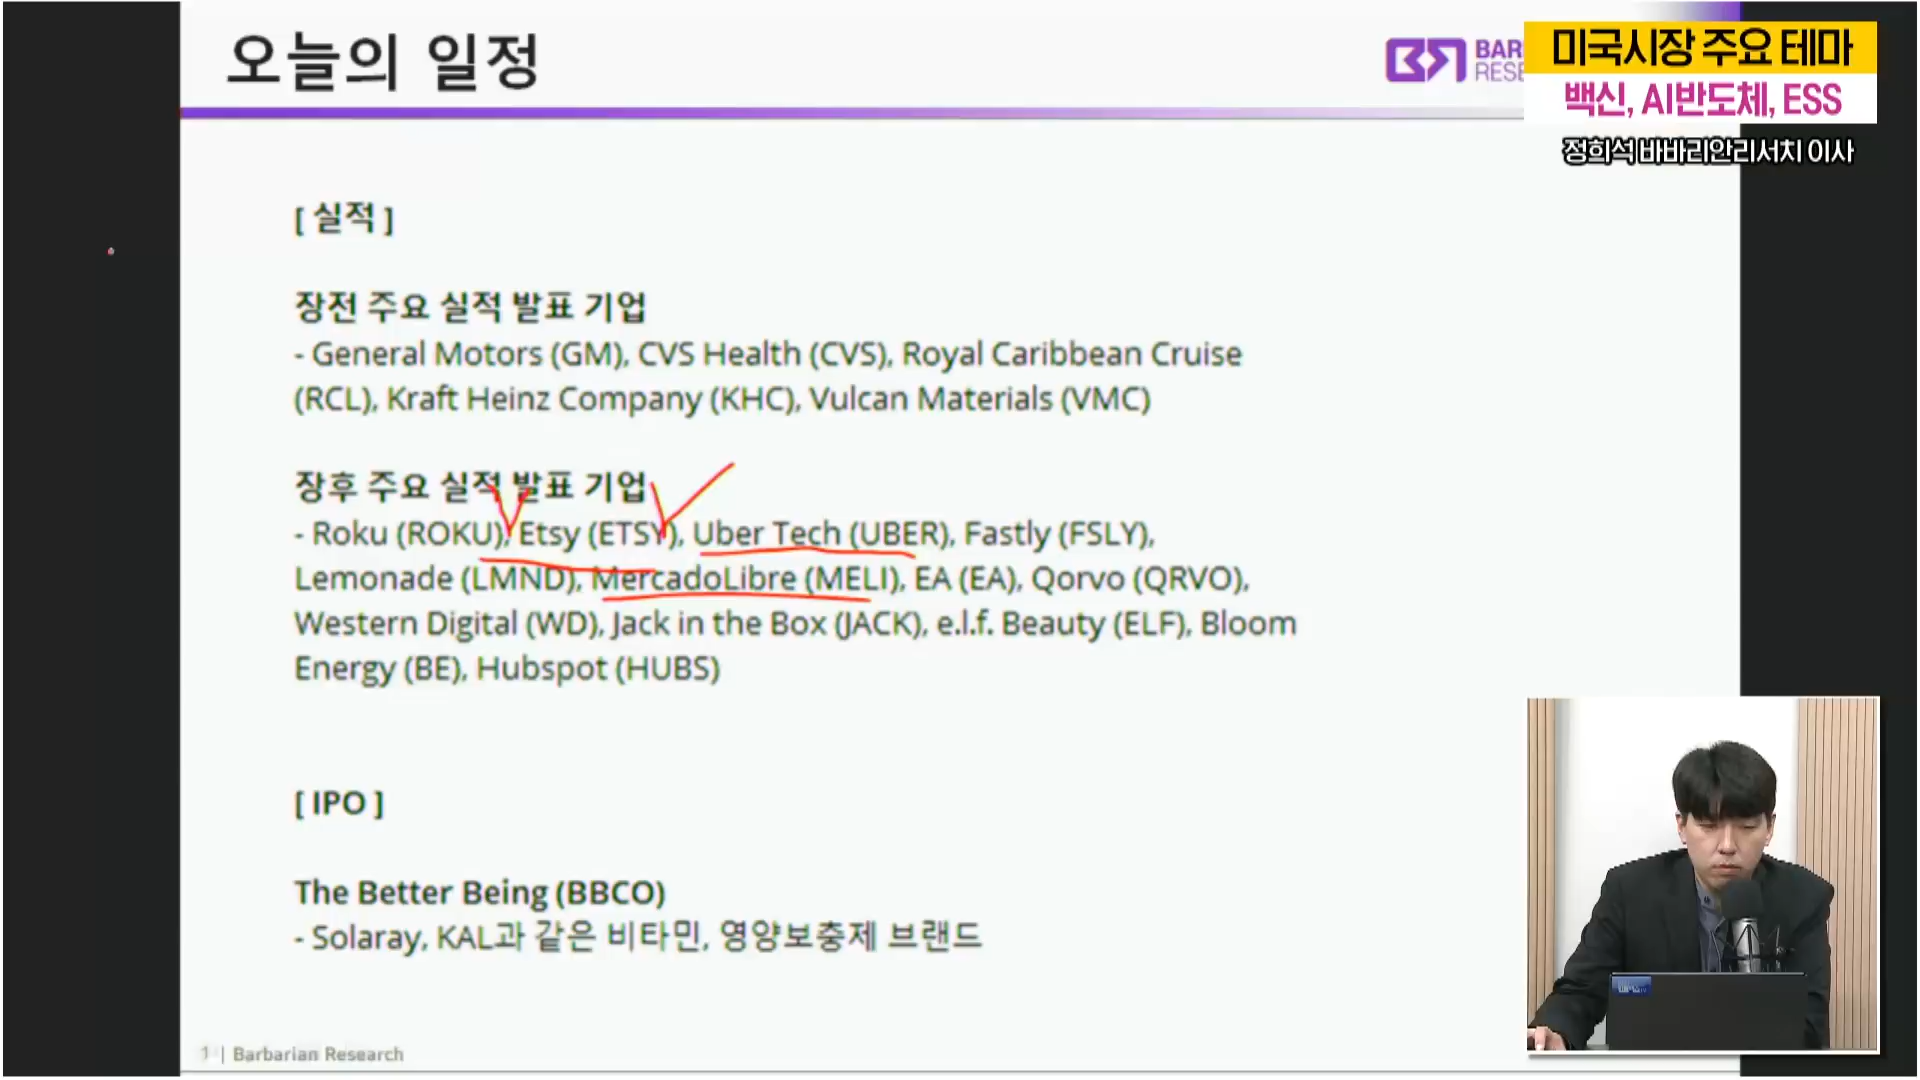 오늘의 일정
BAR
RESE
미국시장 주요 테마
백신, AI반도체, ESS
정희석 바바리안리서치 이사
[ 실적 ]
장전 주요 실적 발표 기업
- General Motors (GM), CVS Health (CVS), Royal Caribbean Cruise
(RCL), Kraft Heinz Company (KHC), Vulcan Materials (VMC)
장후 주요 실적 발표 기업
- Roku (ROKU), Etsy (ETSY), Uber Tech (UBER), Fastly (FSLY),
Lemonade (LMND), MercadoLibre (MELI), EA (EA), Qorvo (QRVO),
Western Digital (WD), Jack in the Box (JACK), e.l.f. Beauty (ELF), Bloom
Energy (BE), Hubspot (HUBS)
[ IPO ]
The Better Being (BBCO)
- Solaray, KAL과 같은 비타민, 영양보충제 브랜드
1 | Barbarian Research